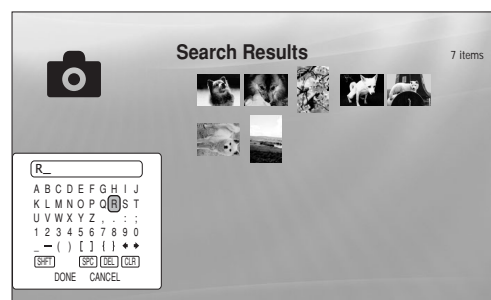 Search Results
7 items
R_
A B C D E F G H I J
K L M N O P Q R S T
U V W X Y Z , . : ;
1 2 3 4 5 6 7 8 9 0
_ – ( ) [ ] { }
SHFT SPC DEL CLR
DONE CANCEL